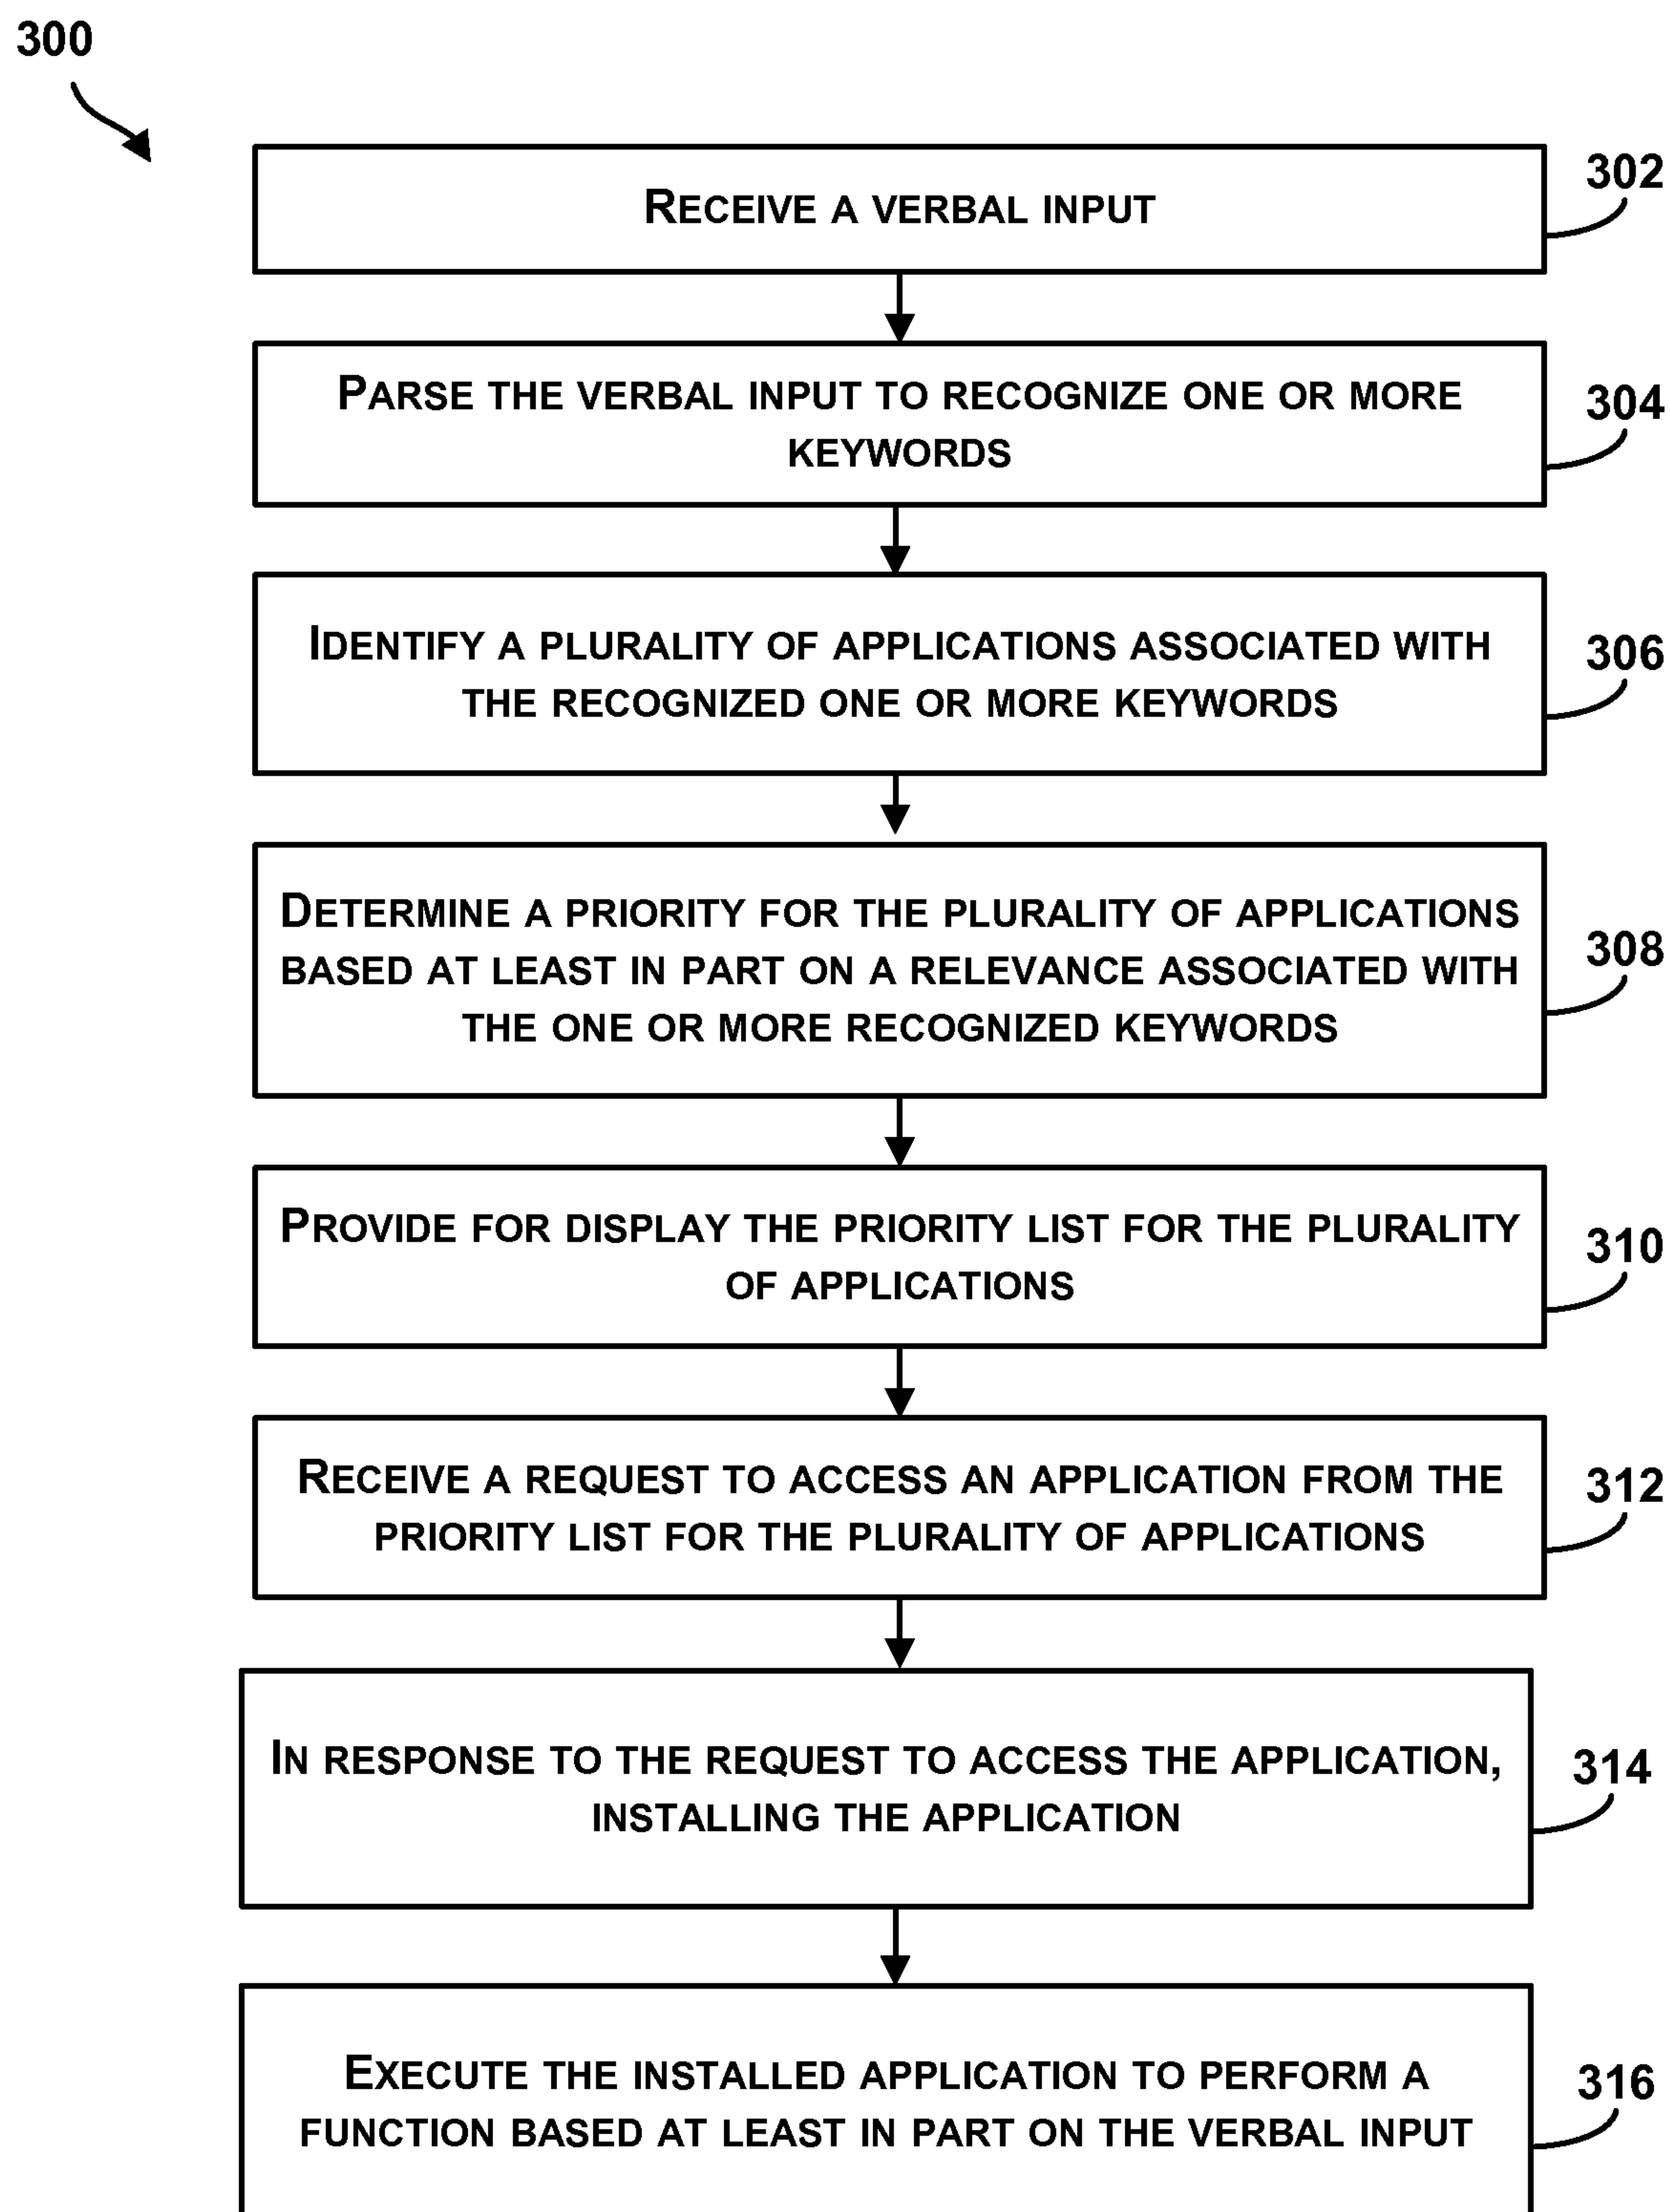 300
RECEIVE A VERBAL INPUT
302
PARSE THE VERBAL INPUT TO RECOGNIZE ONE OR MORE
KEYWORDS
304
IDENTIFY A PLURALITY OF APPLICATIONS ASSOCIATED WITH
THE RECOGNIZED ONE OR MORE KEYWORDS
306
DETERMINE A PRIORITY FOR THE PLURALITY OF APPLICATIONS
BASED AT LEAST IN PART ON A RELEVANCE ASSOCIATED WITH
THE ONE OR MORE RECOGNIZED KEYWORDS
308
PROVIDE FOR DISPLAY THE PRIORITY LIST FOR THE PLURALITY
OF APPLICATIONS
310
RECEIVE A REQUEST TO ACCESS AN APPLICATION FROM THE
PRIORITY LIST FOR THE PLURALITY OF APPLICATIONS
312
IN RESPONSE TO THE REQUEST TO ACCESS THE APPLICATION,
INSTALLING THE APPLICATION
314
EXECUTE THE INSTALLED APPLICATION TO PERFORM A
FUNCTION BASED AT LEAST IN PART ON THE VERBAL INPUT
316